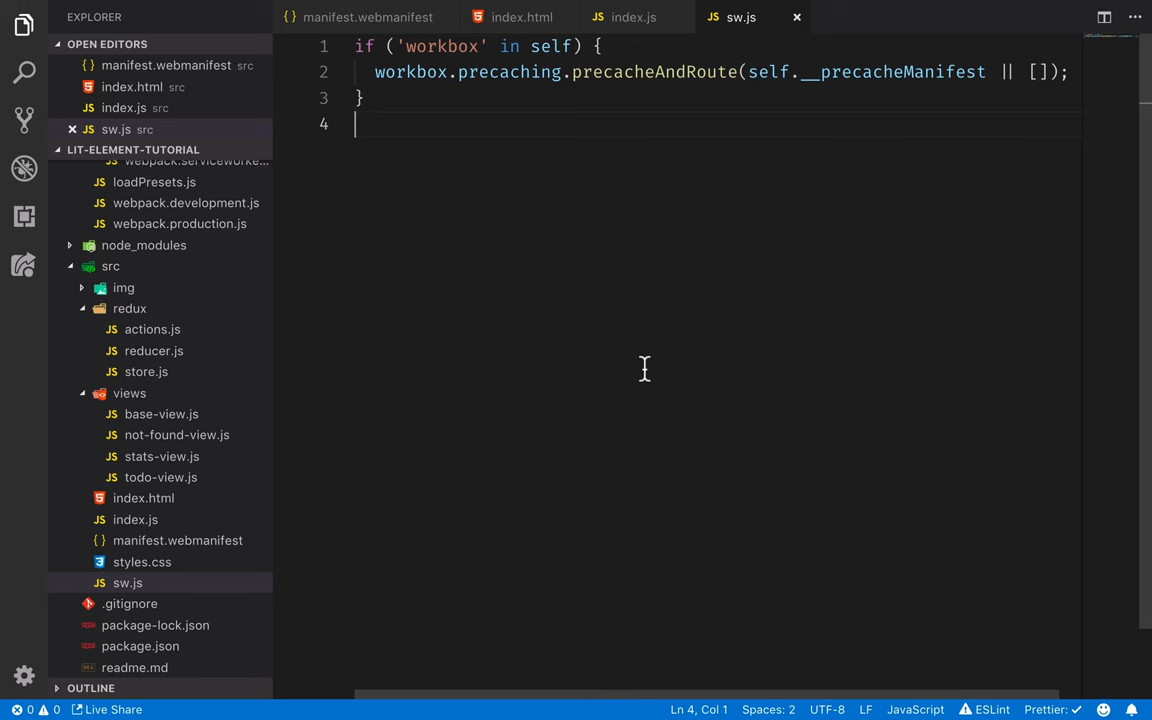 EXPLORER
manifest.webmanifest
index.html
index.js
sw.js
OPEN EDITORS
manifest.webmanifest src
index.html src
index.js src
sw.js src
LIT-ELEMENT-TUTORIAL
webpack.serviceworke...
loadPresets.js
webpack.development.js
webpack.production.js
node_modules
src
img
redux
actions.js
reducer.js
store.js
views
base-view.js
not-found-view.js
stats-view.js
todo-view.js
index.html
index.js
manifest.webmanifest
styles.css
sw.js
.gitignore
package-lock.json
package.json
readme.md
OUTLINE
1 if ('workbox' in self) {
2 workbox.precaching.precacheAndRoute(self.__precacheManifest || []);
3 }
4
0 0 Live Share
Ln 4, Col 1 Spaces: 2 UTF-8 LF JavaScript ESLint Prettier: ✓